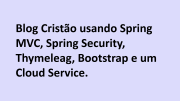 Blog Cristão usando Spring
MVC, Spring Security,
Thymeleag, Bootstrap e um
Cloud Service.